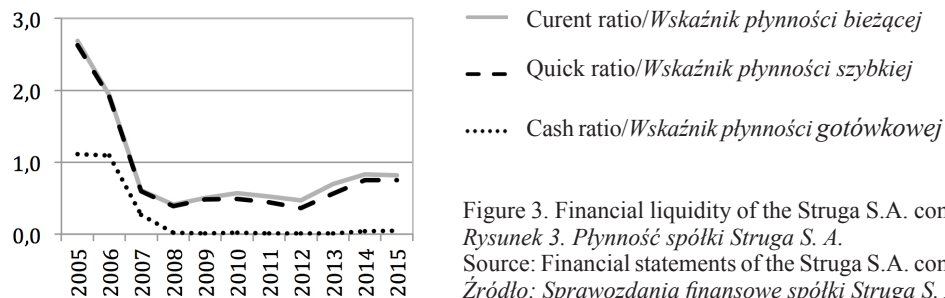 3,0
2,0
1,0
0,0
2005
2006
2007
2008
2009
2010
2011
2012
2013
2014
2015
Curent ratio/Wskaźnik płynności bieżącej
Quick ratio/Wskaźnik płynności szybkiej
Cash ratio/Wskaźnik płynności gotówkowej
Figure 3. Financial liquidity of the Struga S.A.
Rysunek 3. Płynność spółki Struga S. A.
Source: Financial statements of the Struga S.A.
Źródło: Sprawozdania finansowe spółki Struga S.